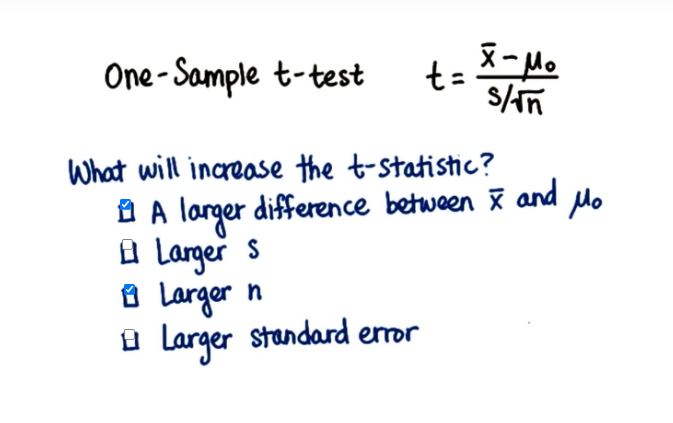 One-Sample t-test t = (x̄ - μ₀) / (s/√n)
What will increase the t-statistic?
☑ A larger difference between x̄ and μ₀
☐ Larger s
☑ Larger n
☐ Larger standard error